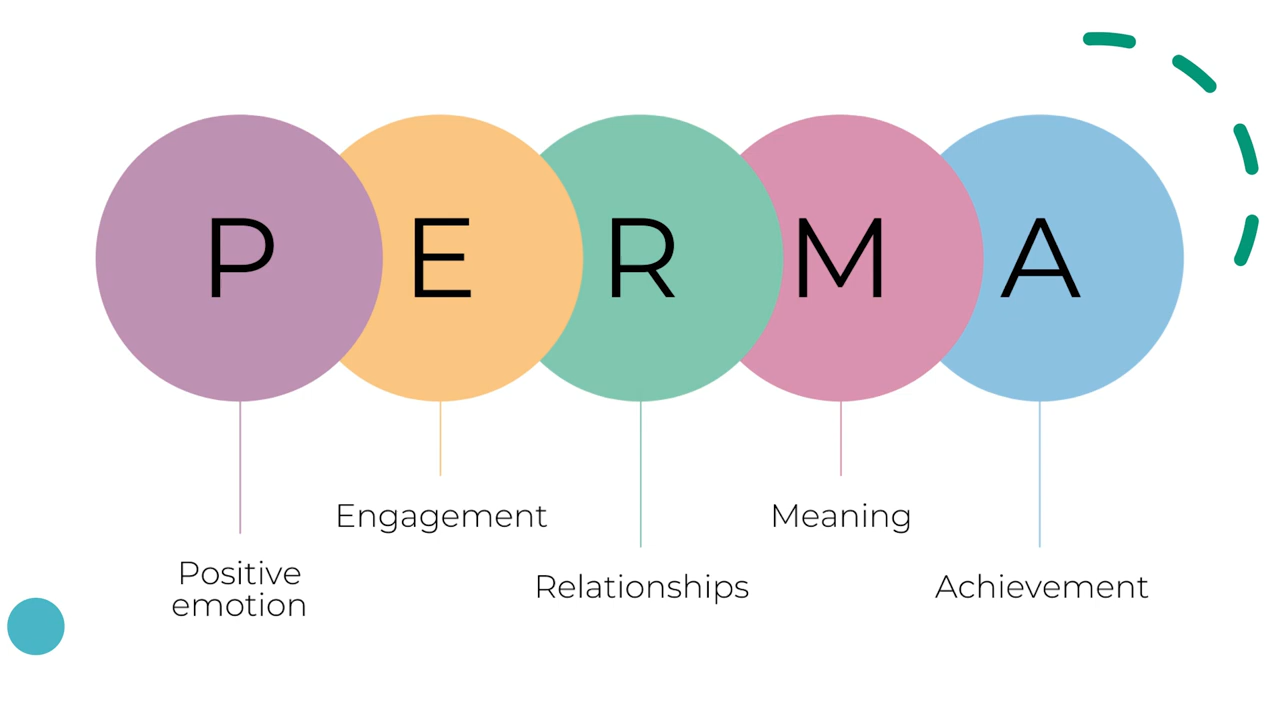 P E R M A
Engagement
Meaning
Positive
emotion
Relationships
Achievement